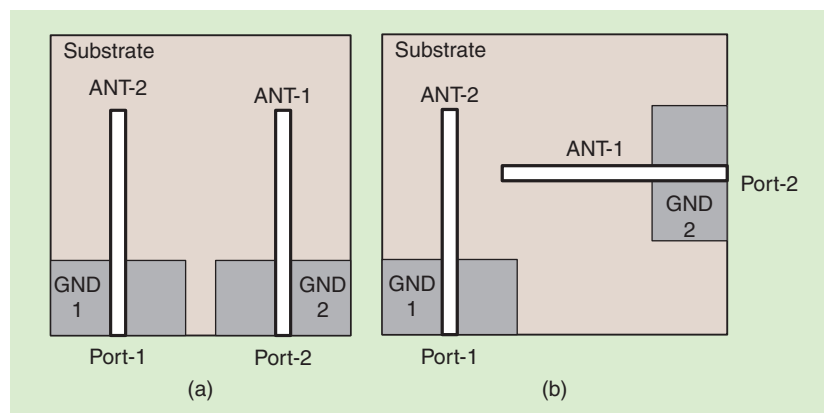 Substrate
ANT-2
ANT-1
GND
1
GND
2
Port-1
Port-2
(a)
Substrate
ANT-2
ANT-1
Port-2
GND
2
GND
1
Port-1
(b)